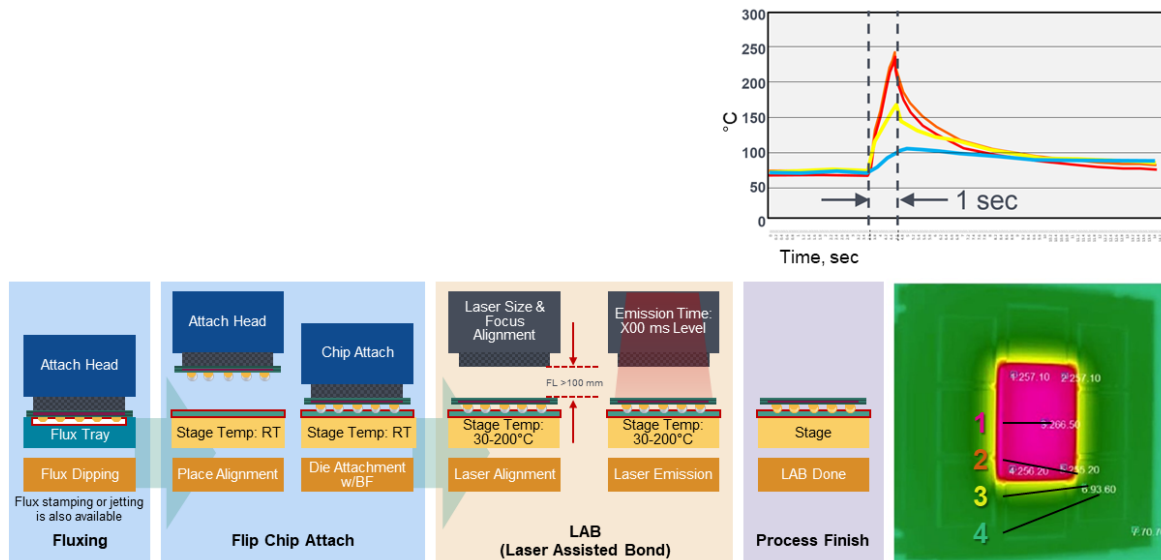 300
250
200
150
100
50
0
°C
1 sec
Time, sec
Attach Head
Flux Tray
Flux Dipping
Flux stamping or jetting
is also available
Fluxing
Attach Head
Stage Temp: RT
Place Alignment
Chip Attach
Stage Temp: RT
Die Attachment
w/BF
Flip Chip Attach
Laser Size &
Focus
Alignment
FL >100 mm
Stage Temp:
30-200°C
Laser Alignment
Emission Time:
X00 ms Level
Stage Temp:
30-200°C
Laser Emission
LAB
(Laser Assisted Bond)
Stage
LAB Done
Process Finish
1:257.10
2:257.10
1
3:266.50
2
4:250.20
5:255.20
3
6:93.60
4